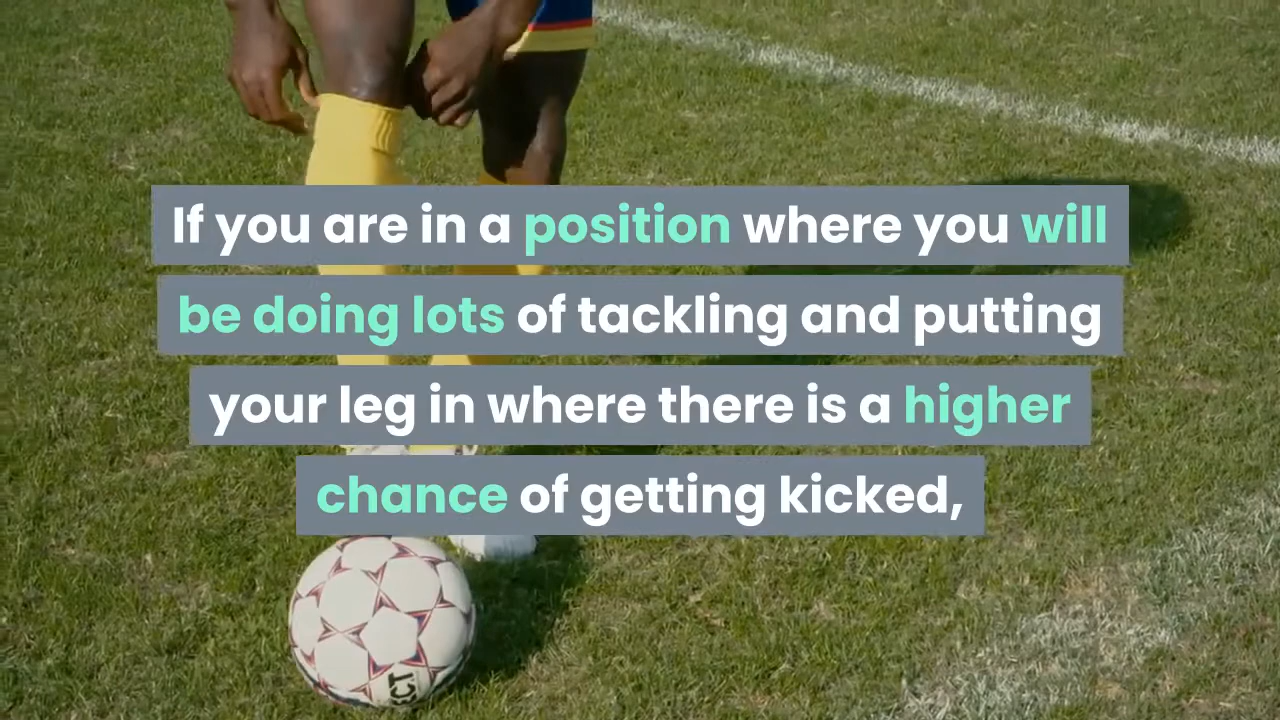 If you are in a position where you will
be doing lots of tackling and putting
your leg in where there is a higher
chance of getting kicked,